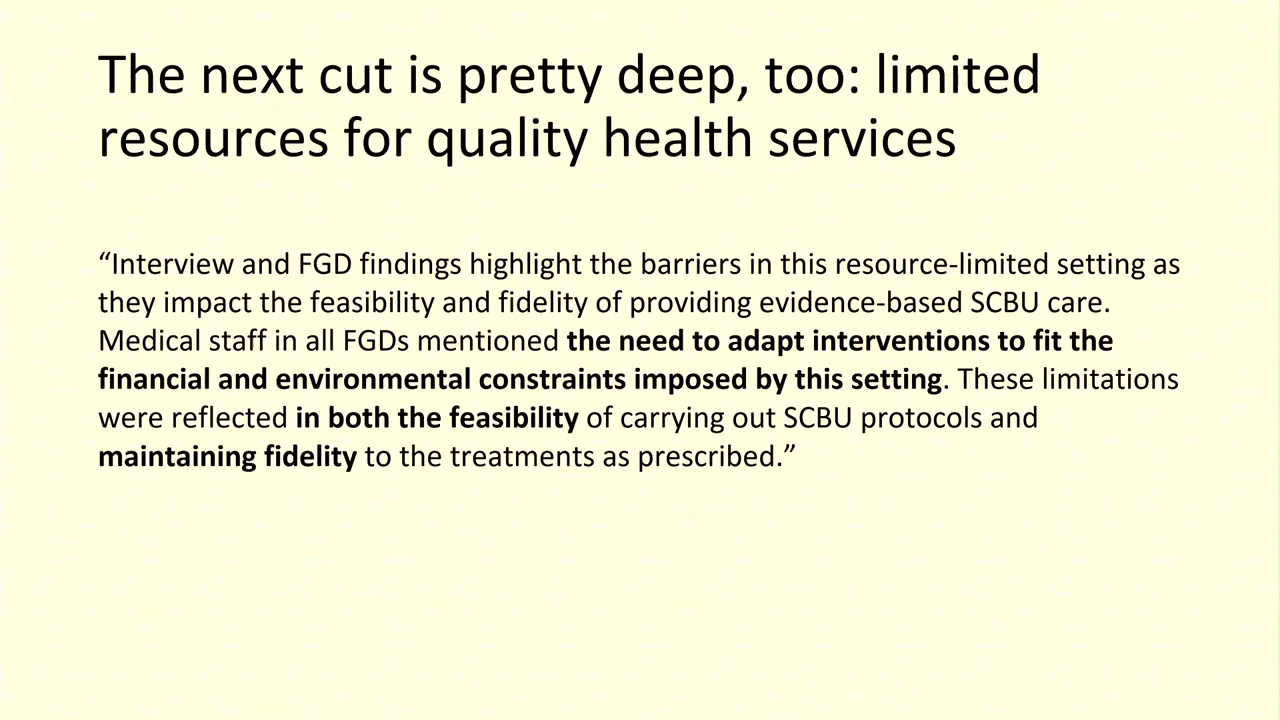 The next cut is pretty deep, too: limited
resources for quality health services
“Interview and FGD findings highlight the barriers in this resource-limited setting as
they impact the feasibility and fidelity of providing evidence-based SCBU care.
Medical staff in all FGDs mentioned the need to adapt interventions to fit the
financial and environmental constraints imposed by this setting. These limitations
were reflected in both the feasibility of carrying out SCBU protocols and
maintaining fidelity to the treatments as prescribed.”